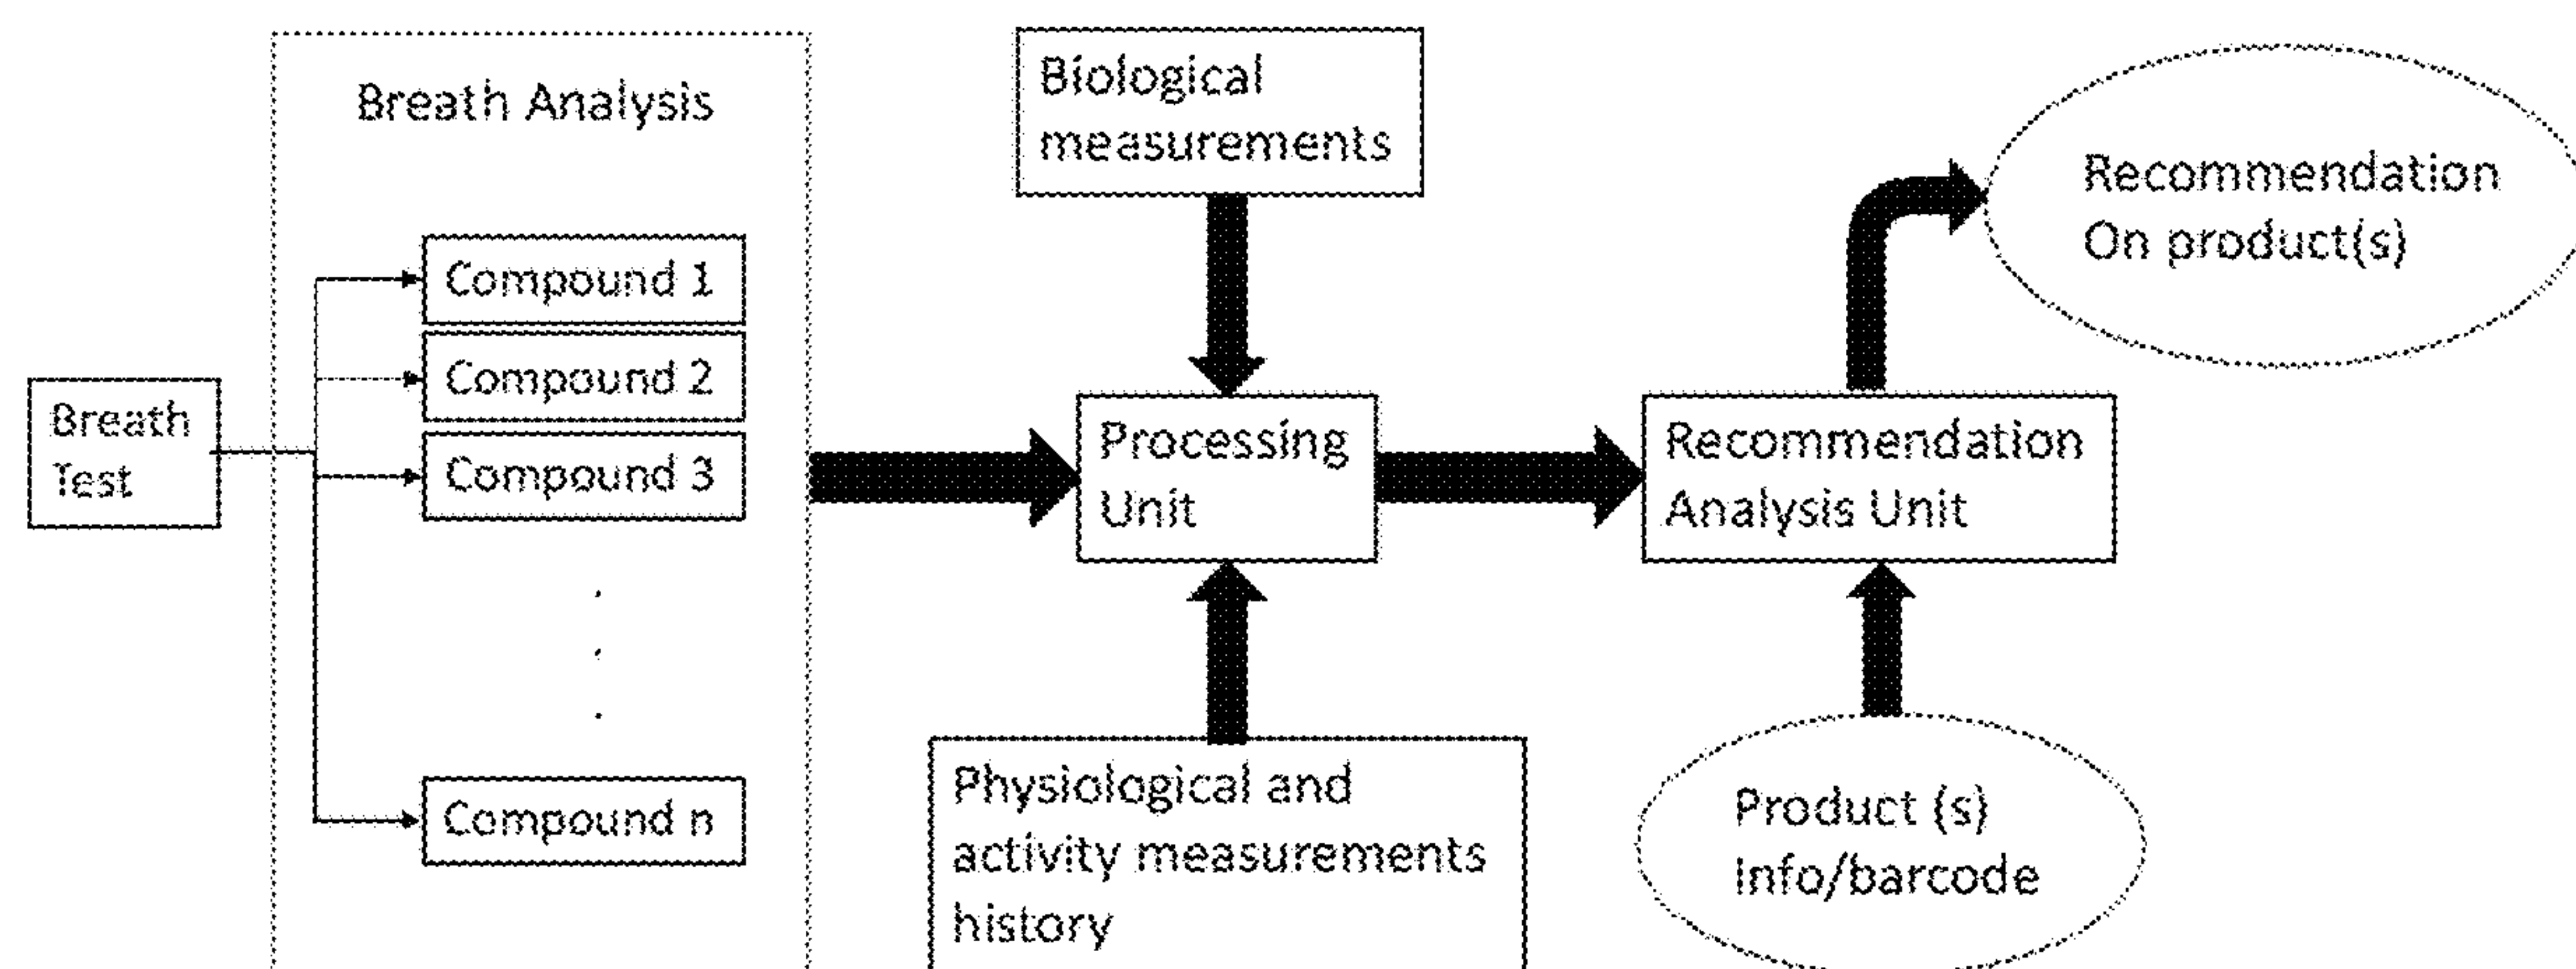 Breath Analysis
Breath
Test
Compound 1
Compound 2
Compound 3
Compound n
Biological
measurements
Processing
Unit
Physiological and
activity measurements
history
Recommendation
Analysis Unit
Recommendation
On product(s)
Product (s)
Info/barcode